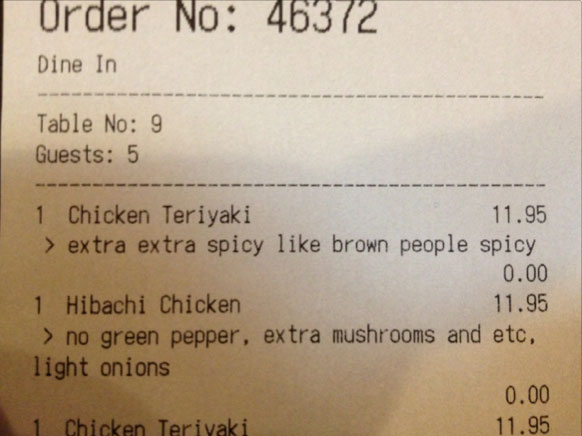 Order No: 46372
Dine In
Table No: 9
Guests: 5
1 Chicken Teriyaki 11.95
> extra extra spicy like brown people spicy
0.00
1 Hibachi Chicken 11.95
> no green pepper, extra mushrooms and etc,
light onions
0.00
1 Chicken Teriyaki 11.95